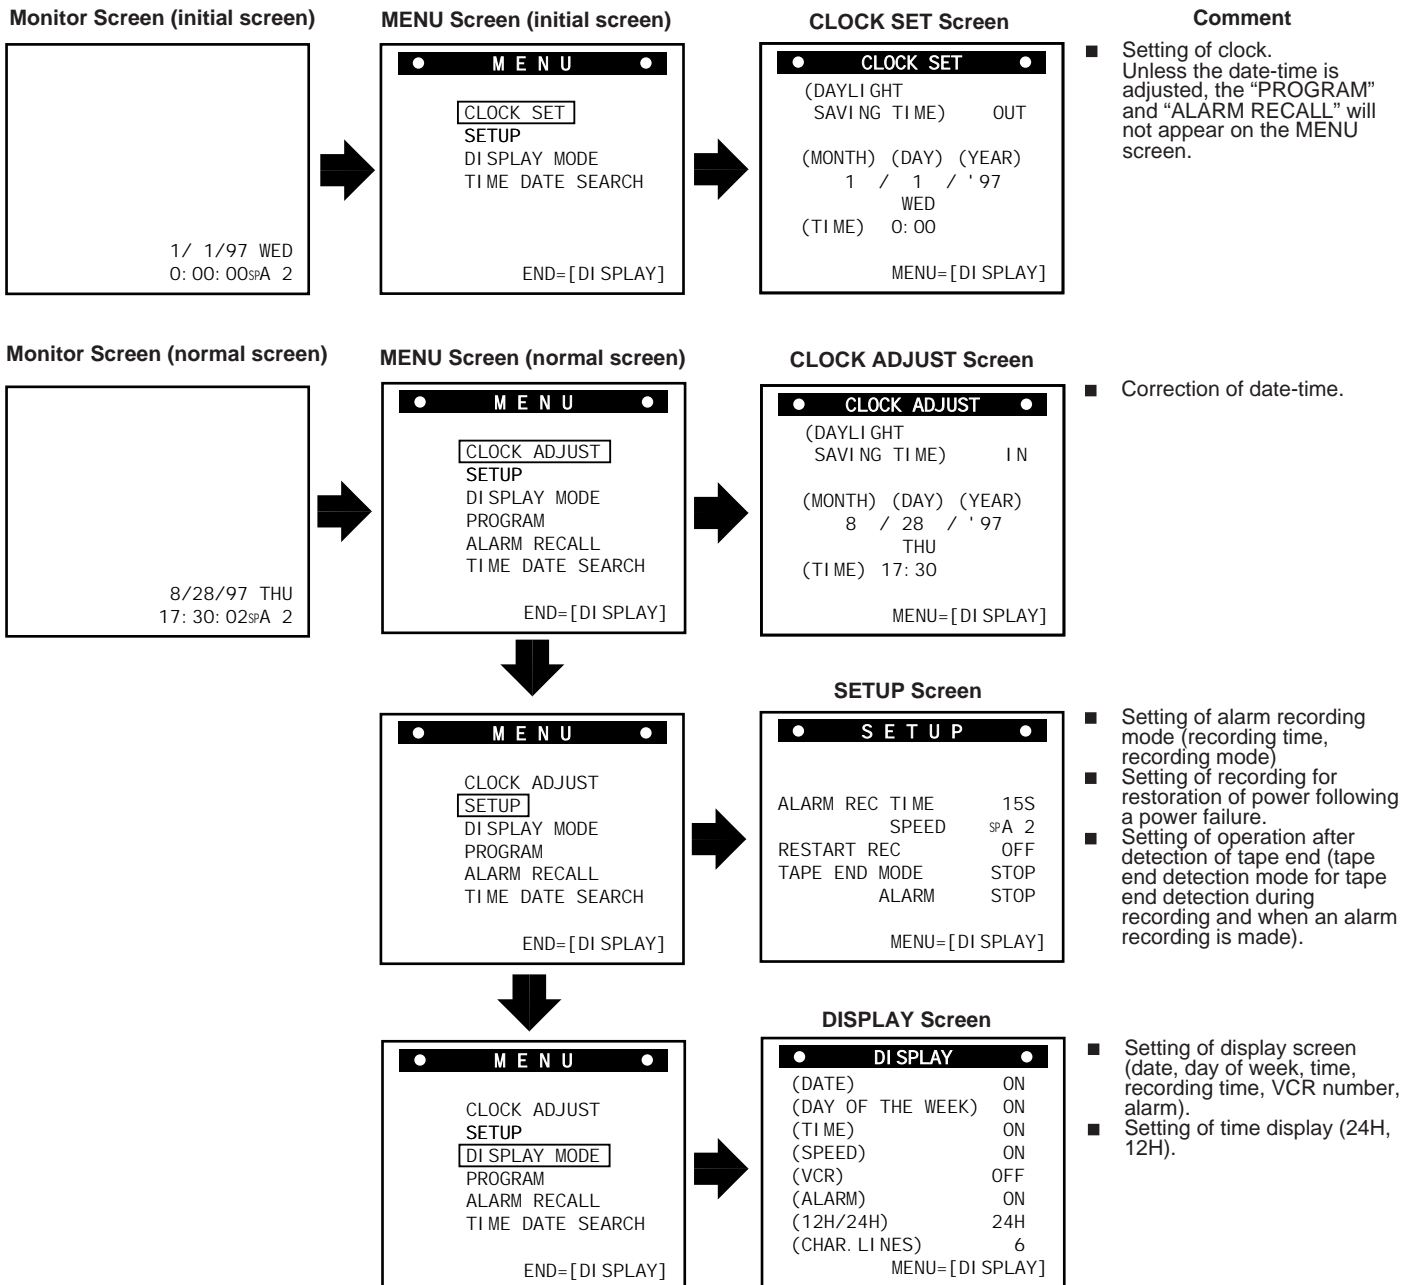 Monitor Screen (initial screen)
MENU Screen (initial screen)
CLOCK SET Screen
Comment
1/ 1/97 WED
0:00:00SPA 2
MENU
CLOCK SET
SETUP
DISPLAY MODE
TIME DATE SEARCH
END=[DISPLAY]
CLOCK SET
(DAYLIGHT
SAVING TIME) OUT
(MONTH) (DAY) (YEAR)
1 / 1 / '97
WED
(TIME) 0:00
MENU=[DISPLAY]
■ Setting of clock.
Unless the date-time is
adjusted, the “PROGRAM”
and “ALARM RECALL” will
not appear on the MENU
screen.
Monitor Screen (normal screen)
MENU Screen (normal screen)
CLOCK ADJUST Screen
8/28/97 THU
17:30:02SPA 2
MENU
CLOCK ADJUST
SETUP
DISPLAY MODE
PROGRAM
ALARM RECALL
TIME DATE SEARCH
END=[DISPLAY]
CLOCK ADJUST
(DAYLIGHT
SAVING TIME) IN
(MONTH) (DAY) (YEAR)
8 / 28 / '97
THU
(TIME) 17:30
MENU=[DISPLAY]
■ Correction of date-time.
MENU
CLOCK ADJUST
SETUP
DISPLAY MODE
PROGRAM
ALARM RECALL
TIME DATE SEARCH
END=[DISPLAY]
SETUP Screen
SETUP
ALARM REC TIME 15S
SPEED SPA 2
RESTART REC OFF
TAPE END MODE STOP
ALARM STOP
MENU=[DISPLAY]
■ Setting of alarm recording
mode (recording time,
recording mode)
■ Setting of recording for
restoration of power following
a power failure.
■ Setting of operation after
detection of tape end (tape
end detection mode for tape
end detection during
recording and when an alarm
recording is made).
MENU
CLOCK ADJUST
SETUP
DISPLAY MODE
PROGRAM
ALARM RECALL
TIME DATE SEARCH
END=[DISPLAY]
DISPLAY Screen
DISPLAY
(DATE) ON
(DAY OF THE WEEK) ON
(TIME) ON
(SPEED) ON
(VCR) OFF
(ALARM) ON
(12H/24H) 24H
(CHAR.LINES) 6
MENU=[DISPLAY]
■ Setting of display screen
(date, day of week, time,
recording time, VCR number,
alarm).
■ Setting of time display (24H,
12H).